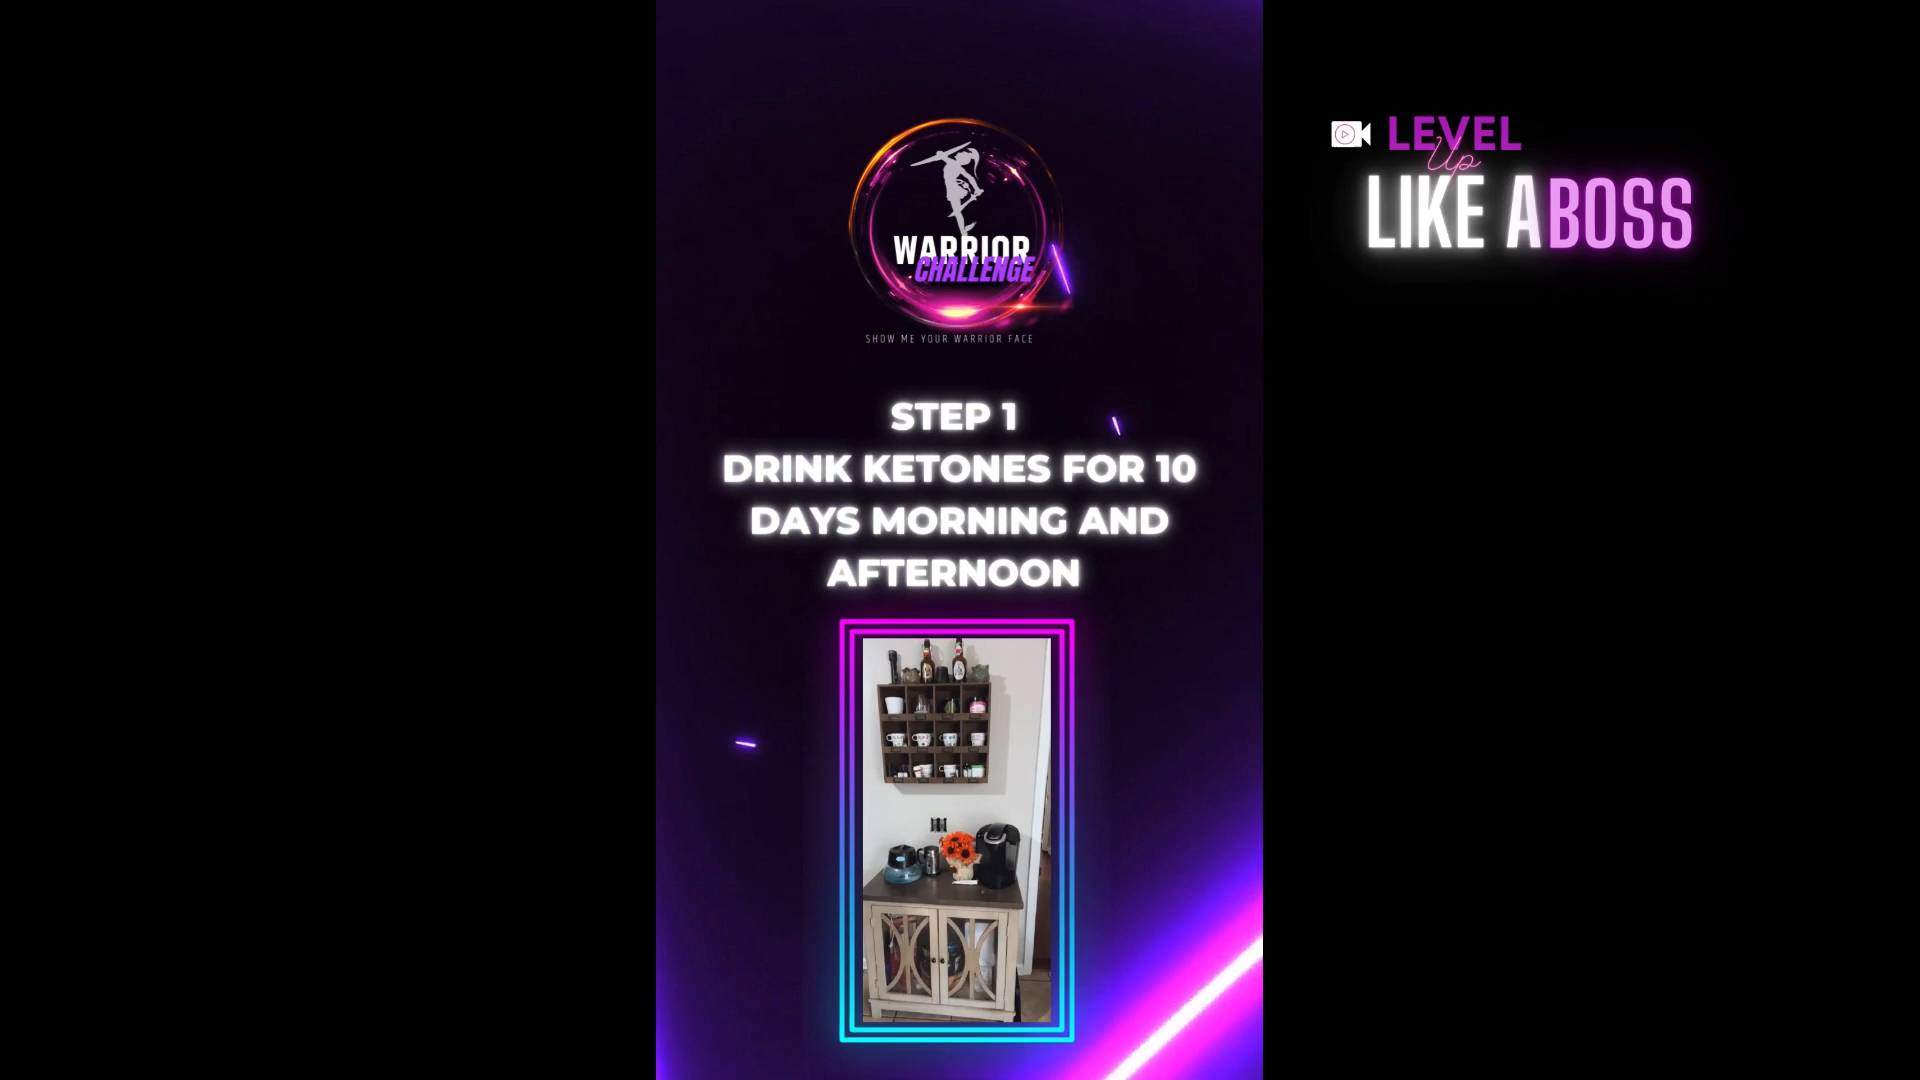 WARRIOR
CHALLENGE
SHOW ME YOUR WARRIOR FACE
STEP 1
DRINK KETONES FOR 10
DAYS MORNING AND
AFTERNOON
LEVEL
Up
LIKE A BOSS